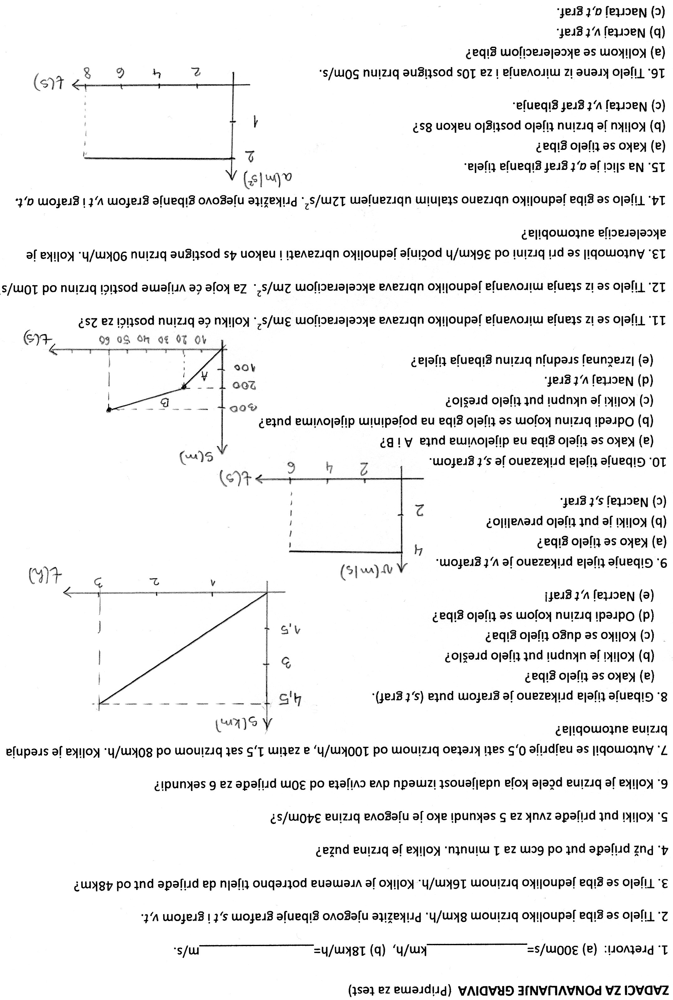 ZADACI ZA PONAVLJANJE GRADIVA (Priprema za test)
1. Pretvori: (a) 300m/s=______________km/h, (b) 18km/h=______________m/s.
2. Tijelo se giba jednoliko brzinom 8km/h. Prikažite njegovo gibanje grafom s,t i grafom v,t.
3. Tijelo se giba jednoliko brzinom 16km/h. Koliko je vremena potrebno tijelu da prijeđe put od 48km?
4. Puž prijeđe put od 6cm za 1 minutu. Kolika je brzina puža?
5. Koliki put prijeđe zvuk za 5 sekundi ako je njegova brzina 340m/s?
6. Kolika je brzina pčele koja udaljenost između dva cvijeta od 30m prijeđe za 6 sekundi?
7. Automobil se najprije 0,5 sati kretao brzinom od 100km/h, a zatim 1,5 sat brzinom od 80km/h. Kolika je srednja
brzina automobila?
8. Gibanje tijela prikazano je grafom puta (s,t graf).
(a) Kako se tijelo giba?
(b) Koliki je ukupni put tijelo prešlo?
(c) Koliko se dugo tijelo giba?
(d) Odredi brzinu kojom se tijelo giba?
(e) Nacrtaj v,t graf!
s(km)
4,5
3
1,5
1 2 3 t(h)
9. Gibanje tijela prikazano je v,t grafom.
(a) Kako se tijelo giba?
(b) Koliki je put tijelo prevalilo?
(c) Nacrtaj s,t graf.
v(m/s)
4
2
2 4 6 t(s)
10. Gibanje tijela prikazano je s,t grafom.
(a) Kako se tijelo giba na dijelovima puta A i B?
(b) Odredi brzinu kojom se tijelo giba na pojedinim dijelovima puta?
(c) Koliki je ukupni put tijelo prešlo?
(d) Nacrtaj v,t graf.
(e) Izračunaj srednju brzinu gibanja tijela?
s(m)
300
B
200
A
100
10 20 30 40 50 60 t(s)
11. Tijelo se iz stanja mirovanja jednoliko ubrzava akceleracijom 3m/s². Koliku će brzinu postići za 2s?
12. Tijelo se iz stanja mirovanja jednoliko ubrzava akceleracijom 2m/s². Za koje će vrijeme postići brzinu od 10m/s
13. Automobil se pri brzini od 36km/h počinje jednoliko ubrzavati i nakon 4s postigne brzinu 90km/h. Kolika je
akceleracija automobila?
14. Tijelo se giba jednoliko ubrzano stalnim ubrzanjem 12m/s². Prikažite njegovo gibanje grafom v,t i grafom a,t.
15. Na slici je a,t graf gibanja tijela.
(a) Kako se tijelo giba?
(b) Koliku je brzinu tijelo postiglo nakon 8s?
(c) Nacrtaj v,t graf gibanja.
a(m/s²)
2
1
2 4 6 8 t(s)
16. Tijelo krene iz mirovanja i za 10s postigne brzinu 50m/s.
(a) Kolikom se akceleracijom giba?
(b) Nacrtaj v,t graf.
(c) Nacrtaj a,t graf.